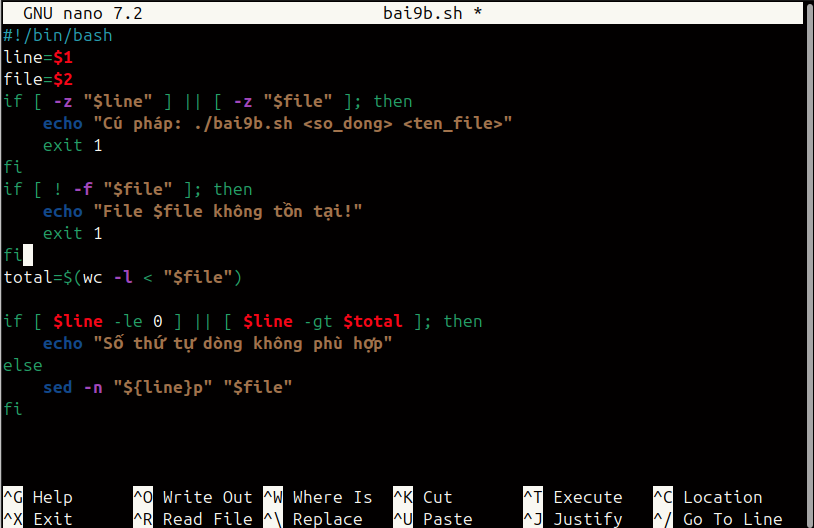 GNU nano 7.2 bai9b.sh *
#!/bin/bash
line=$1
file=$2
if [ -z "$line" ] || [ -z "$file" ]; then
    echo "Cú pháp: ./bai9b.sh <so_dong> <ten_file>"
    exit 1
fi
if [ ! -f "$file" ]; then
    echo "File $file không tồn tại!"
    exit 1
fi
total=$(wc -l < "$file")

if [ $line -le 0 ] || [ $line -gt $total ]; then
    echo "Số thứ tự dòng không phù hợp"
else
    sed -n "${line}p" "$file"
fi
^G Help ^O Write Out ^W Where Is ^K Cut ^T Execute ^C Location
^X Exit ^R Read File ^\ Replace ^U Paste ^J Justify ^/ Go To Line